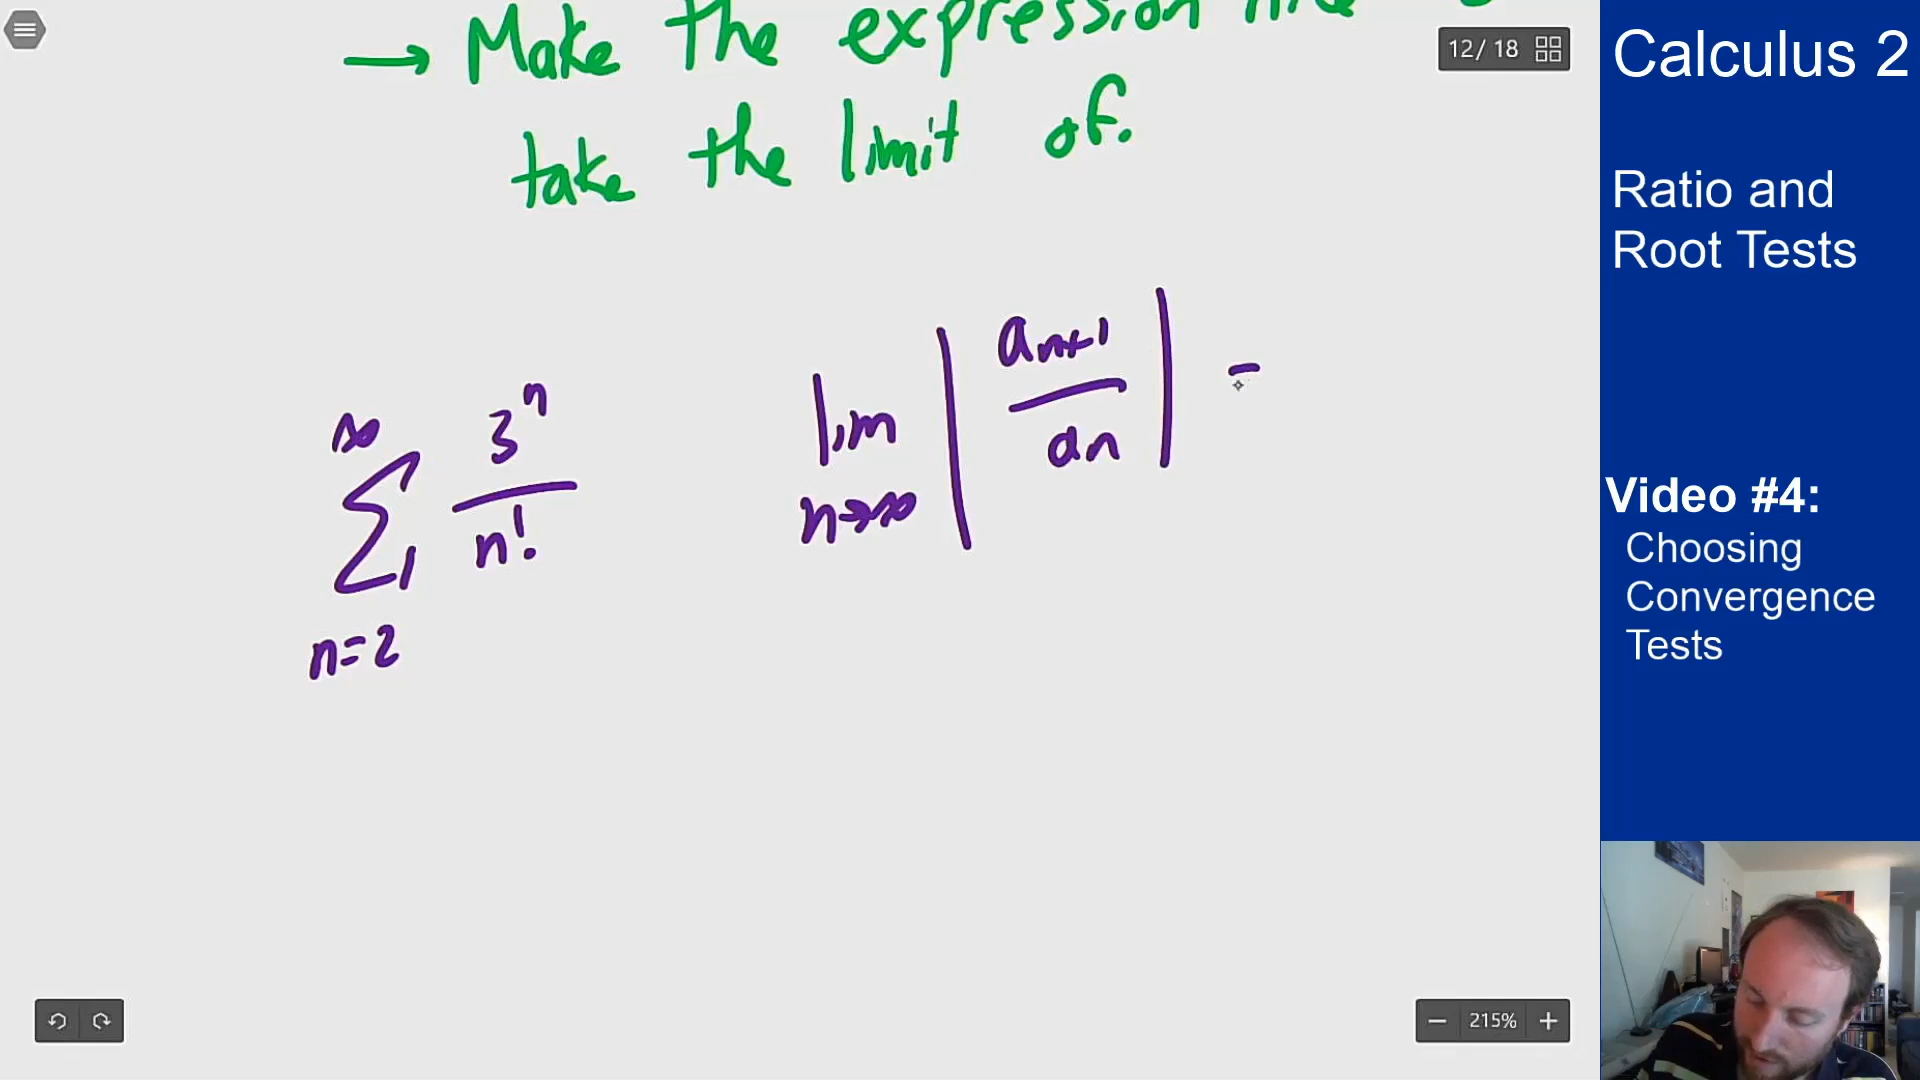 → Make the expression
take the limit of.
∞
∑ 3ⁿ / n!
n=2
lim | aₙ₊₁ / aₙ | =
n→∞
12/ 18
215%
Calculus 2
Ratio and
Root Tests
Video #4:
Choosing
Convergence
Tests